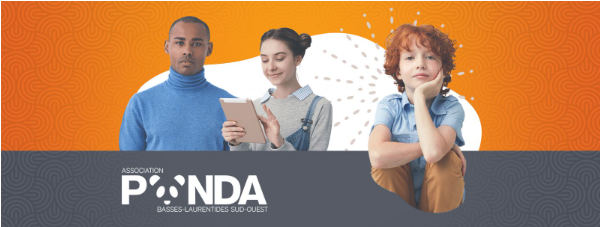 ASSOCIATION
PANDA
BASSES-LAURENTIDES SUD-OUEST